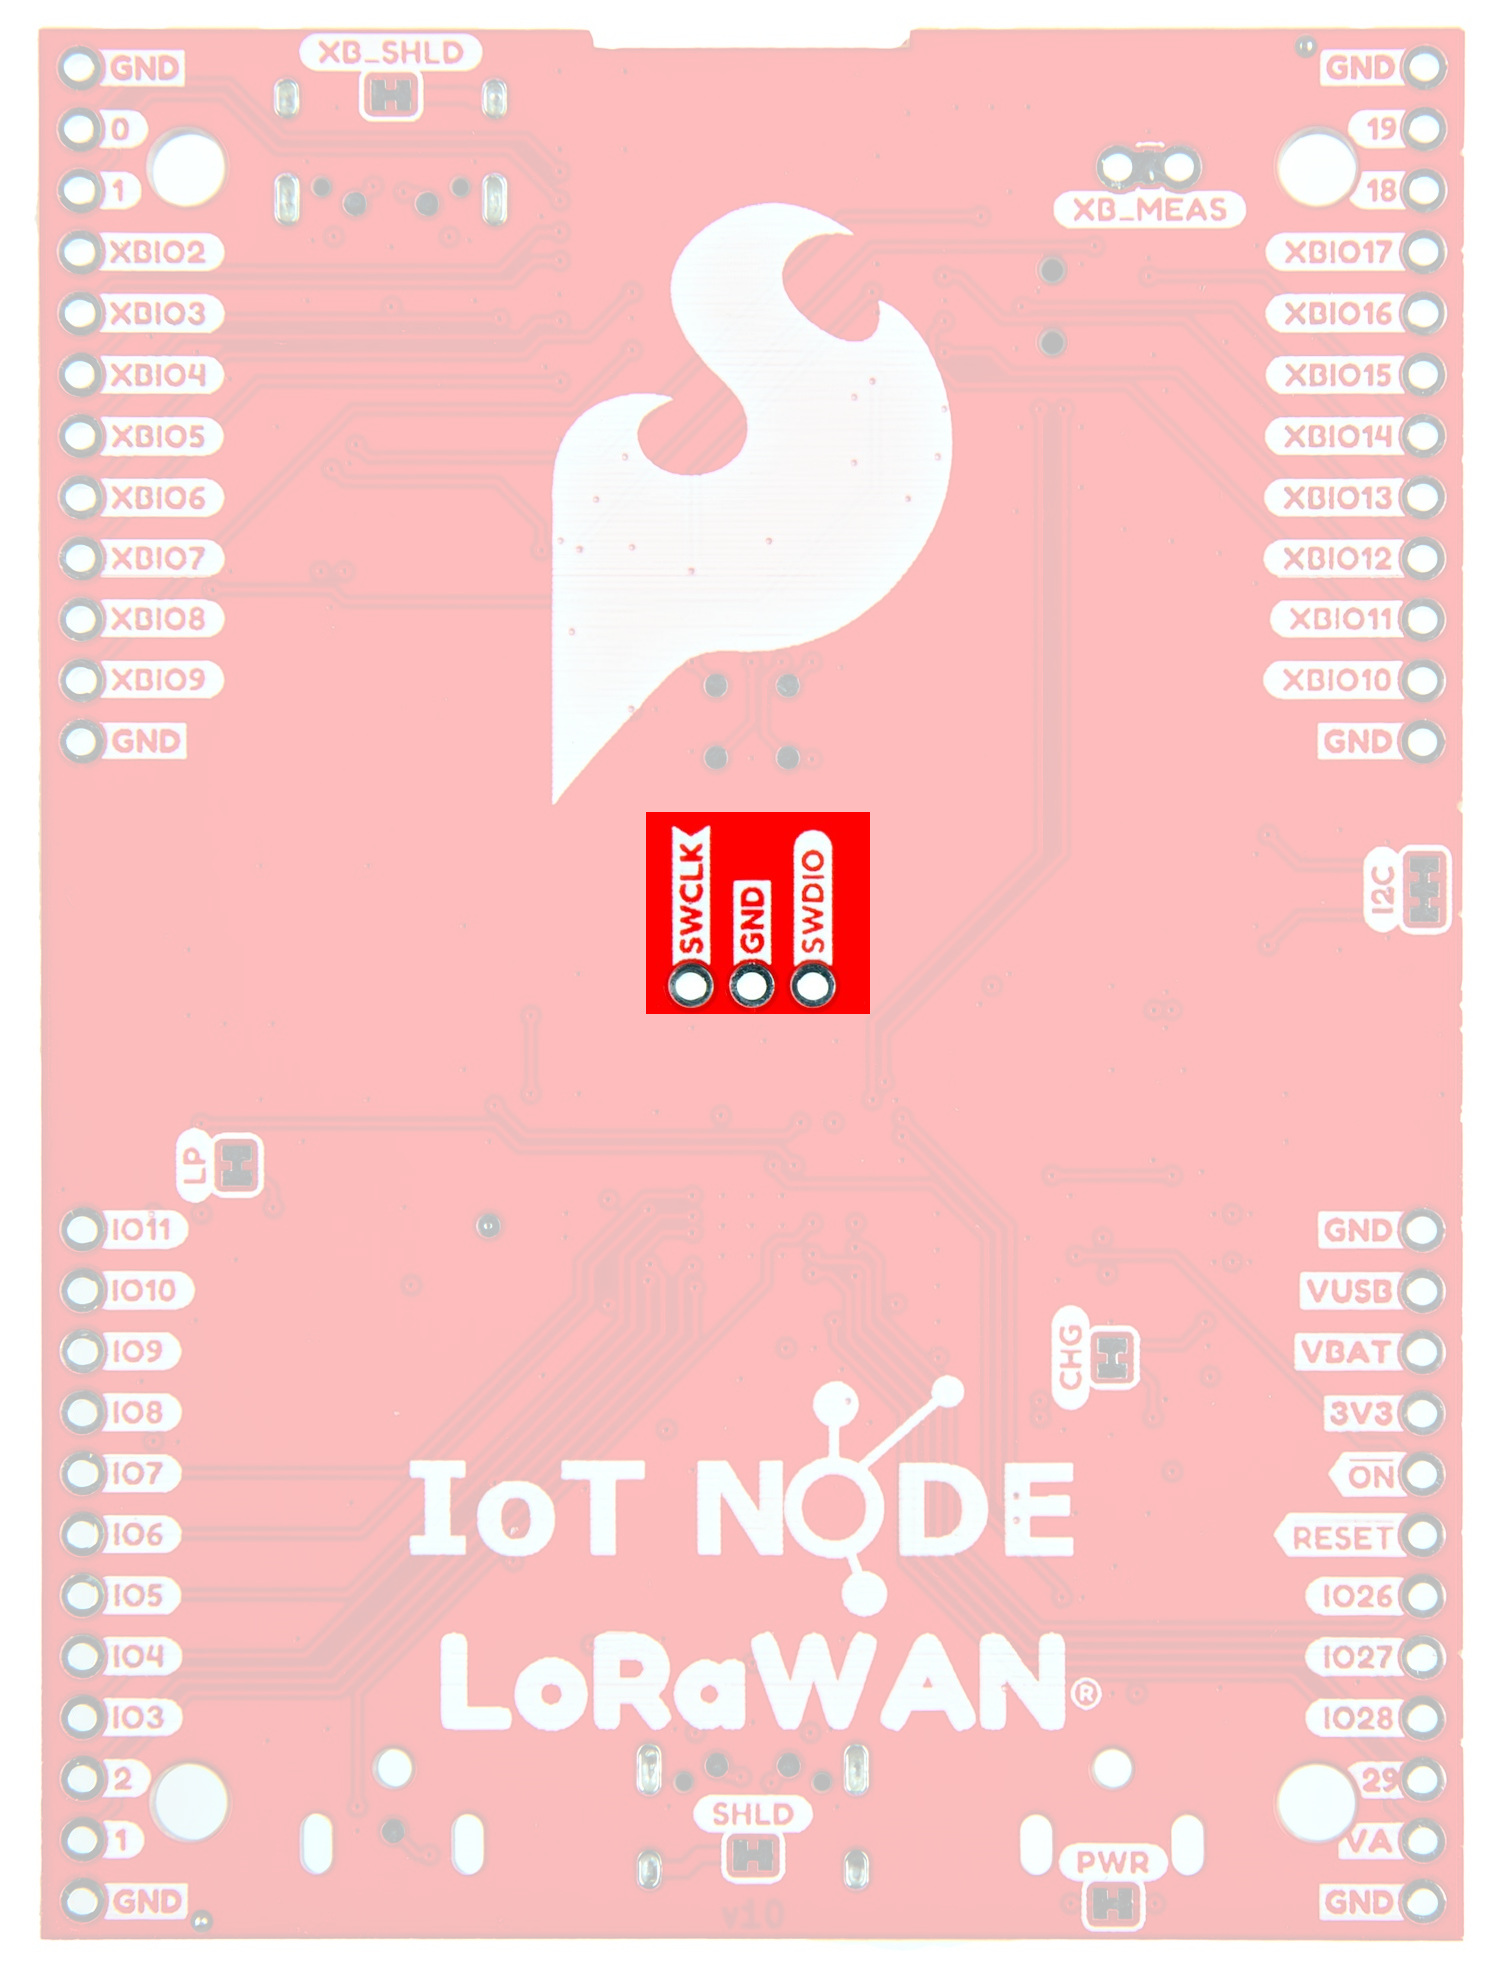 XB_SHLD
GND
0
1
XBIO2
XBIO3
XBIO4
XBIO5
XBIO6
XBIO7
XBIO8
XBIO9
GND
GND
19
18
XB_MEAS
XBIO17
XBIO16
XBIO15
XBIO14
XBIO13
XBIO12
XBIO11
XBIO10
GND
SWCLK
GND
SWDIO
I2C
LP
IO11
IO10
IO9
IO8
IO7
IO6
IO5
IO4
IO3
2
1
GND
CHG
IoT NODE
LoRaWAN®
SHLD
v10
PWR
GND
VUSB
VBAT
3V3
ON
RESET
IO26
IO27
IO28
29
VA
GND